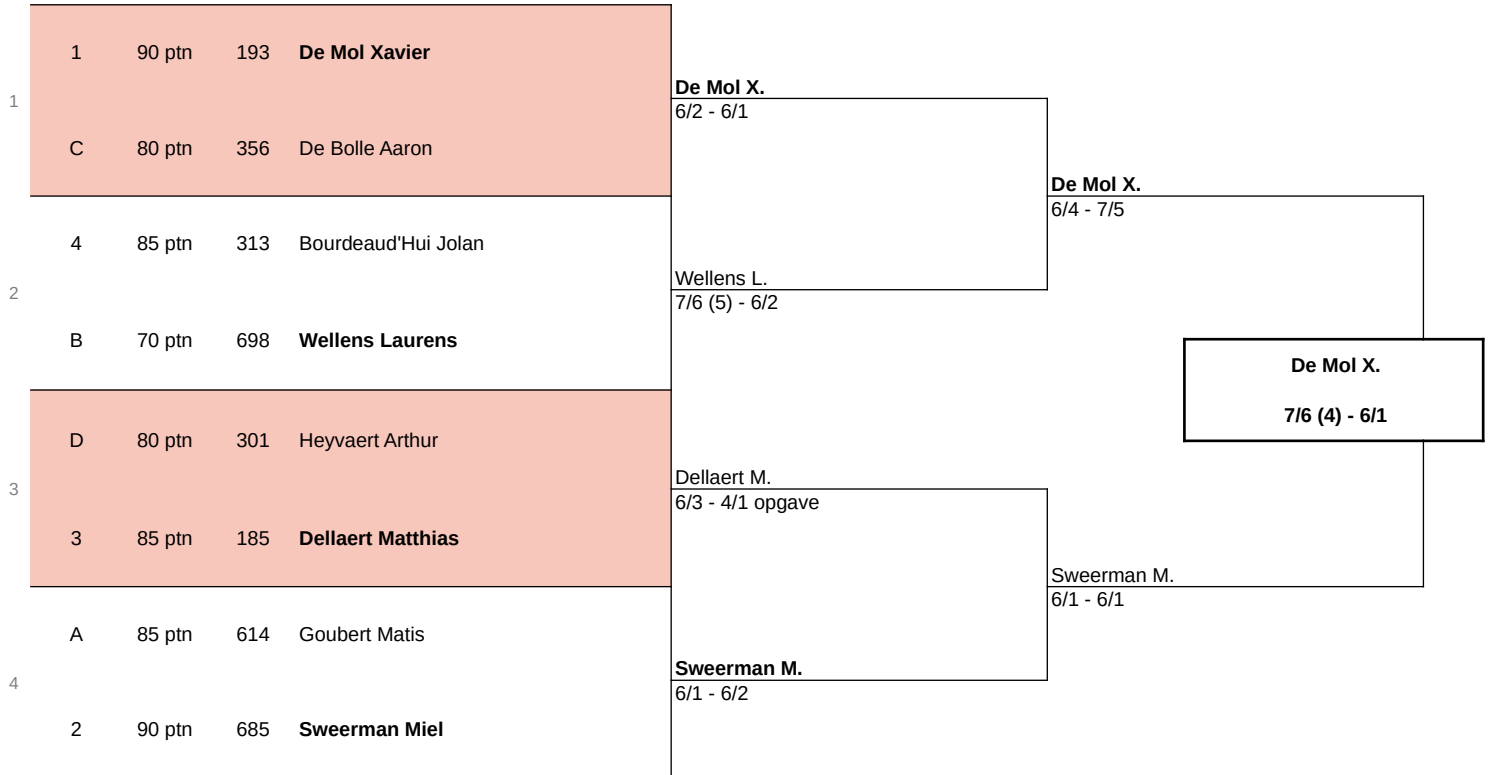 1 90 ptn 193 De Mol Xavier
De Mol X.
1
6/2 - 6/1
C 80 ptn 356 De Bolle Aaron
De Mol X.
6/4 - 7/5
4 85 ptn 313 Bourdeaud'Hui Jolan
Wellens L.
2
7/6 (5) - 6/2
B 70 ptn 698 Wellens Laurens
De Mol X.
7/6 (4) - 6/1
D 80 ptn 301 Heyvaert Arthur
Dellaert M.
3
6/3 - 4/1 opgave
3 85 ptn 185 Dellaert Matthias
Sweerman M.
6/1 - 6/1
A 85 ptn 614 Goubert Matis
Sweerman M.
4
6/1 - 6/2
2 90 ptn 685 Sweerman Miel